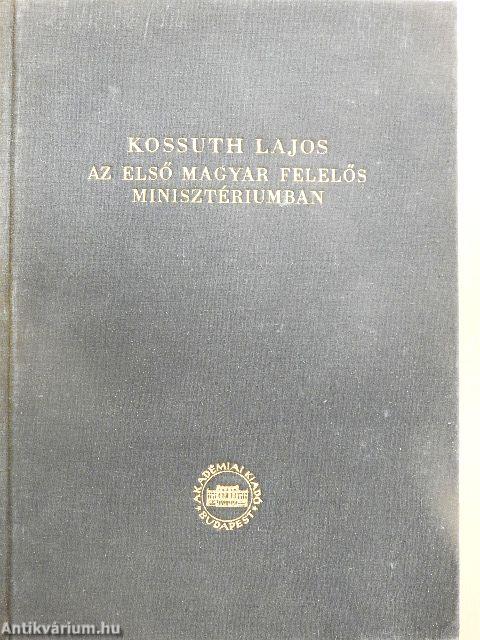 KOSSUTH LAJOS
AZ ELSŐ MAGYAR FELELŐS
MINISZTÉRIUMBAN
AKADÉMIAI KIADÓ
*BUDAPEST*
Antikvárium.hu